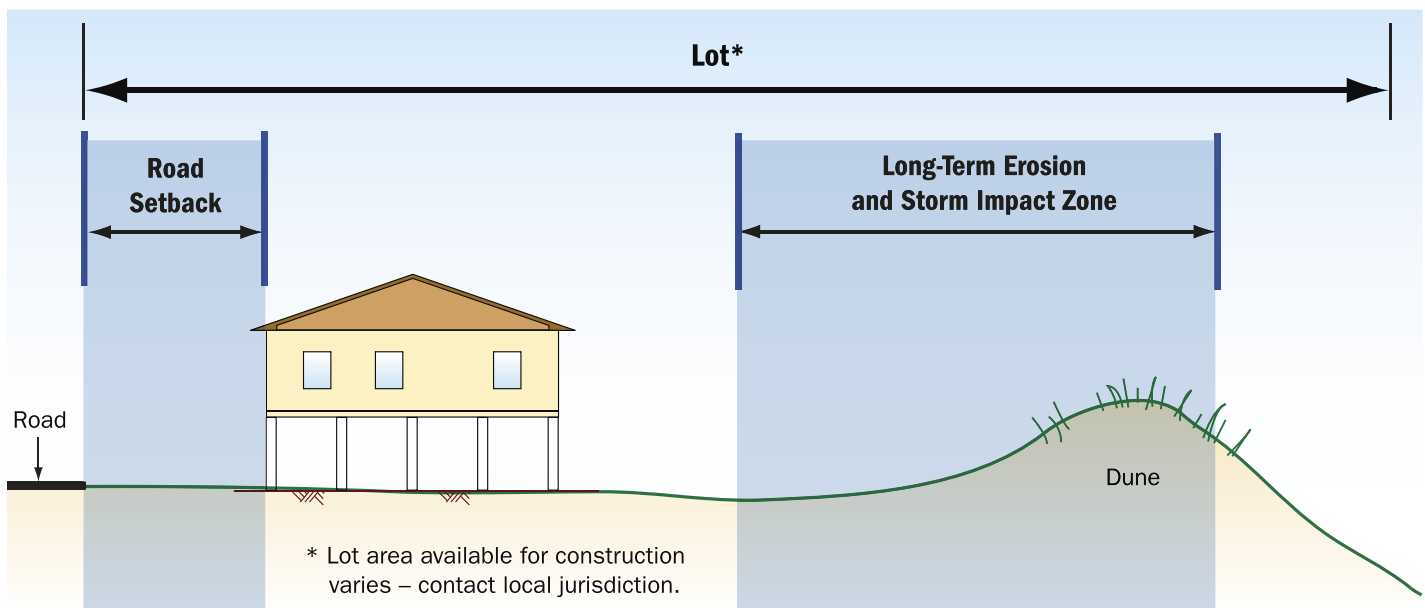 Lot*
Road
Setback
Long-Term Erosion
and Storm Impact Zone
Road
Dune
* Lot area available for construction
varies – contact local jurisdiction.